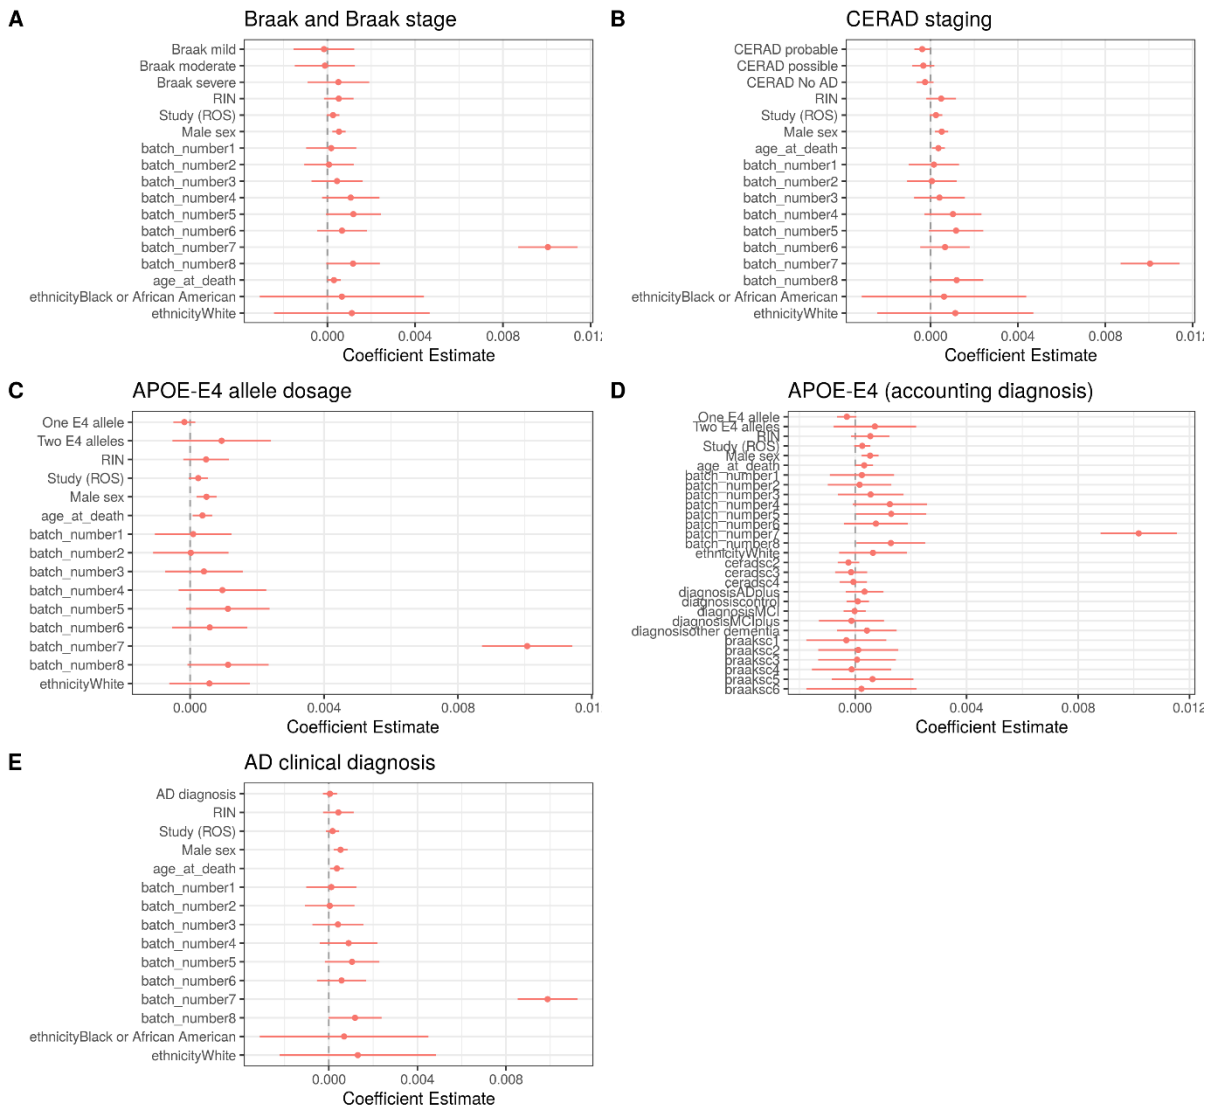 A
Braak and Braak stage
Braak mild
Braak moderate
Braak severe
RIN
Study (ROS)
Male sex
batch_number1
batch_number2
batch_number3
batch_number4
batch_number5
batch_number6
batch_number7
batch_number8
age_at_death
ethnicityBlack or African American
ethnicityWhite
0.000 0.004 0.008 0.012
Coefficient Estimate
B
CERAD staging
CERAD probable
CERAD possible
CERAD No AD
RIN
Study (ROS)
Male sex
age_at_death
batch_number1
batch_number2
batch_number3
batch_number4
batch_number5
batch_number6
batch_number7
batch_number8
ethnicityBlack or African American
ethnicityWhite
0.000 0.004 0.008 0.012
Coefficient Estimate
C
APOE-E4 allele dosage
One E4 allele
Two E4 alleles
RIN
Study (ROS)
Male sex
age_at_death
batch_number1
batch_number2
batch_number3
batch_number4
batch_number5
batch_number6
batch_number7
batch_number8
ethnicityWhite
0.000 0.004 0.008 0.01
Coefficient Estimate
D
APOE-E4 (accounting diagnosis)
One E4 allele
Two E4 alleles
RIN
Study (ROS)
Male sex
age_at_death
batch_number1
batch_number2
batch_number3
batch_number4
batch_number5
batch_number6
batch_number7
batch_number8
ethnicityWhite
ceradsc2
ceradsc3
ceradsc4
diagnosisADplus
diagnosiscontrol
diagnosisMCI
diagnosisMCIplus
diagnosisother dementia
braaksc1
braaksc2
braaksc3
braaksc4
braaksc5
braaksc6
0.000 0.004 0.008 0.012
Coefficient Estimate
E
AD clinical diagnosis
AD diagnosis
RIN
Study (ROS)
Male sex
age_at_death
batch_number1
batch_number2
batch_number3
batch_number4
batch_number5
batch_number6
batch_number7
batch_number8
ethnicityBlack or African American
ethnicityWhite
0.000 0.004 0.008
Coefficient Estimate